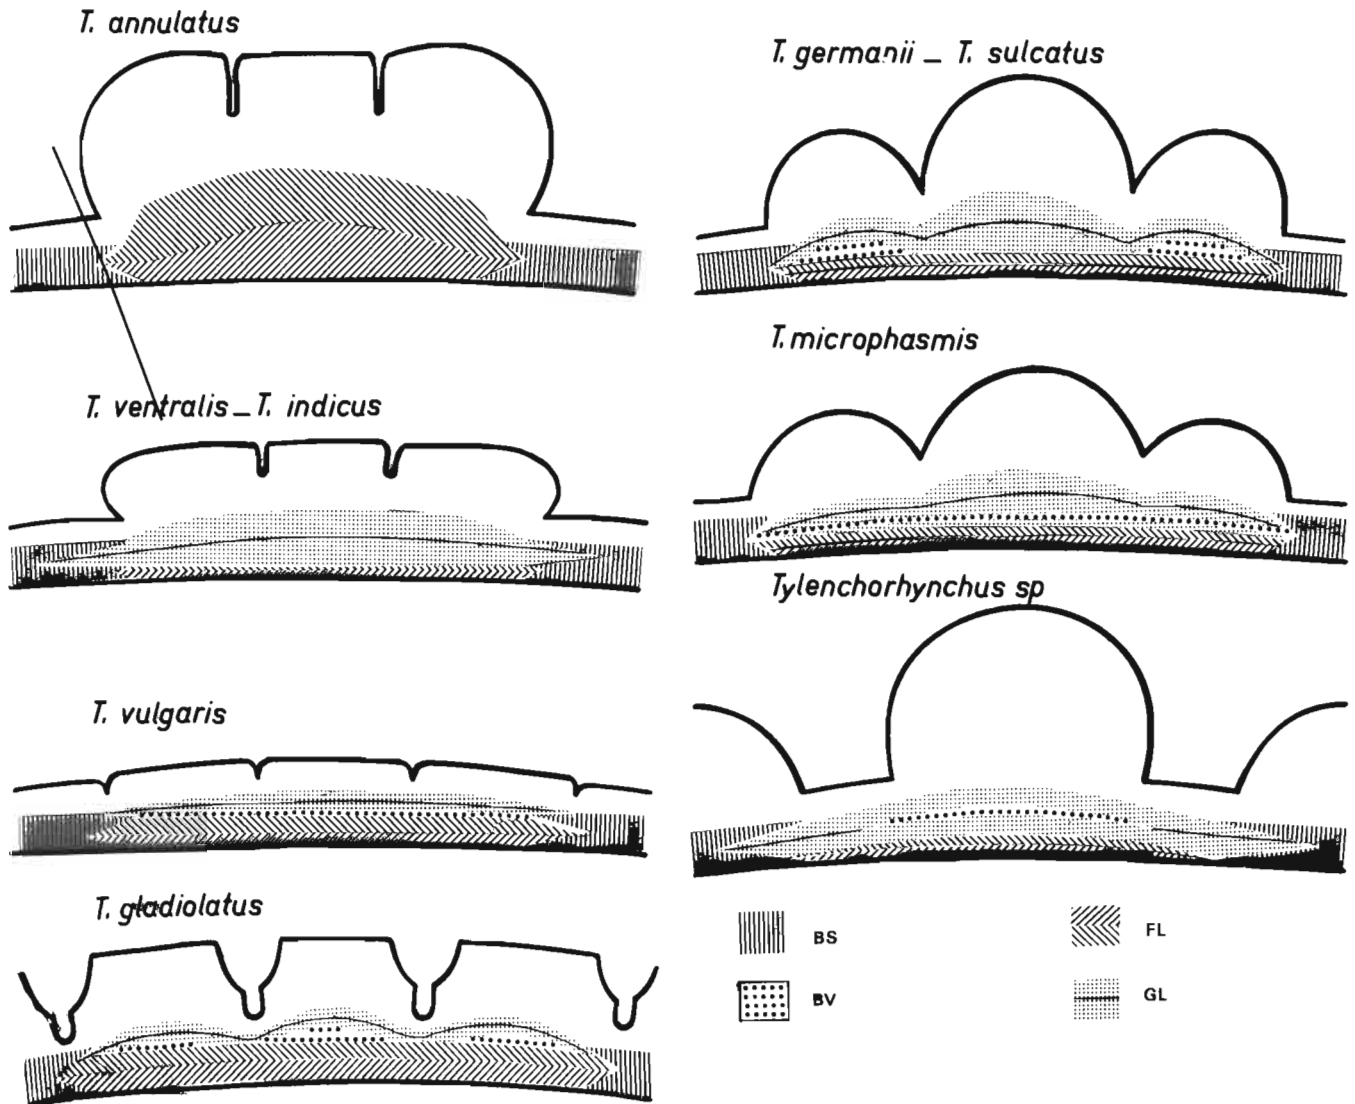 T. annulatus
T. germanii _ T. sulcatus
T. microphasmis
T. ventralis _ T. indicus
Tylenchorhynchus sp
T. vulgaris
T. gladiolatus
BS
FL
BV
GL